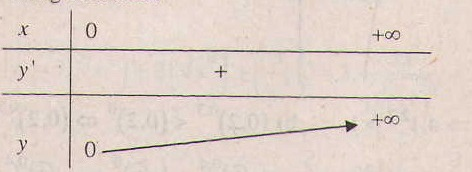 x 0 +∞
y' +
+∞
y 0